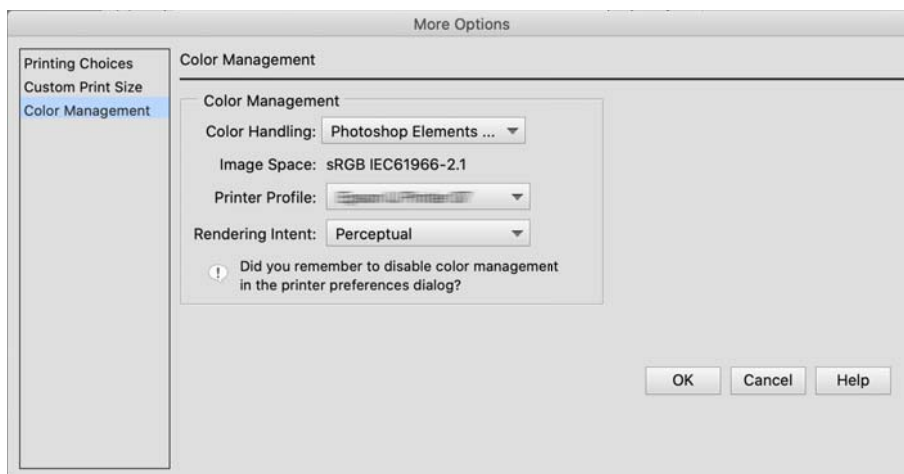 More Options
Printing Choices
Custom Print Size
Color Management
Color Management
Color Management
Color Handling: Photoshop Elements ...
Image Space: sRGB IEC61966-2.1
Printer Profile:
Rendering Intent: Perceptual
! Did you remember to disable color management
in the printer preferences dialog?
OK Cancel Help